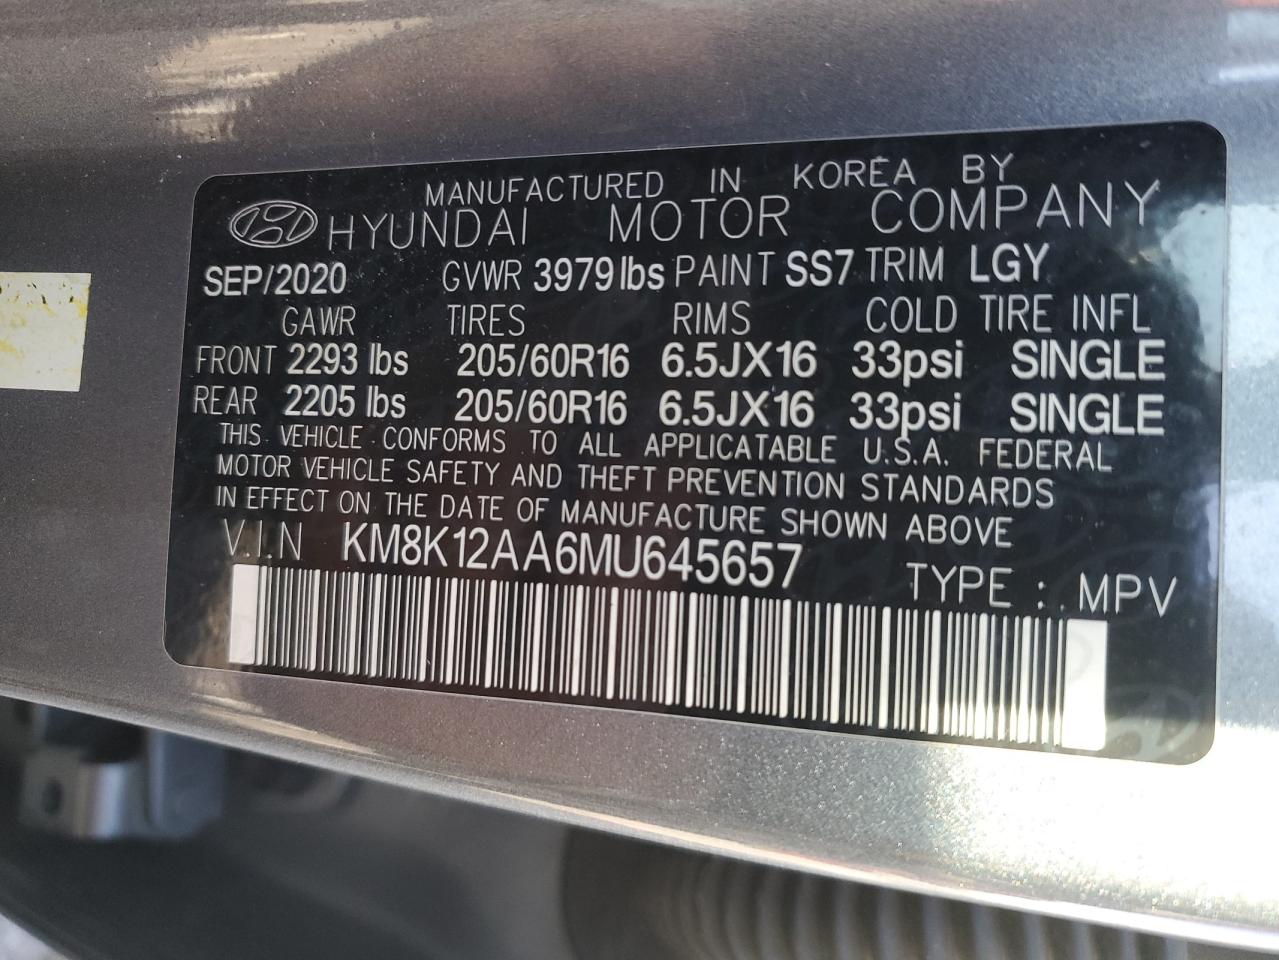 MANUFACTURED IN KOREA BY
HYUNDAI MOTOR COMPANY
SEP/2020 GVWR 3979 lbs PAINT SS7 TRIM LGY
GAWR TIRES RIMS COLD TIRE INFL
FRONT 2293 lbs 205/60R16 6.5JX16 33psi SINGLE
REAR 2205 lbs 205/60R16 6.5JX16 33psi SINGLE
THIS VEHICLE CONFORMS TO ALL APPLICATABLE U.S.A. FEDERAL
MOTOR VEHICLE SAFETY AND THEFT PREVENTION STANDARDS
IN EFFECT ON THE DATE OF MANUFACTURE SHOWN ABOVE
V.I.N KM8K12AA6MU645657 TYPE : MPV